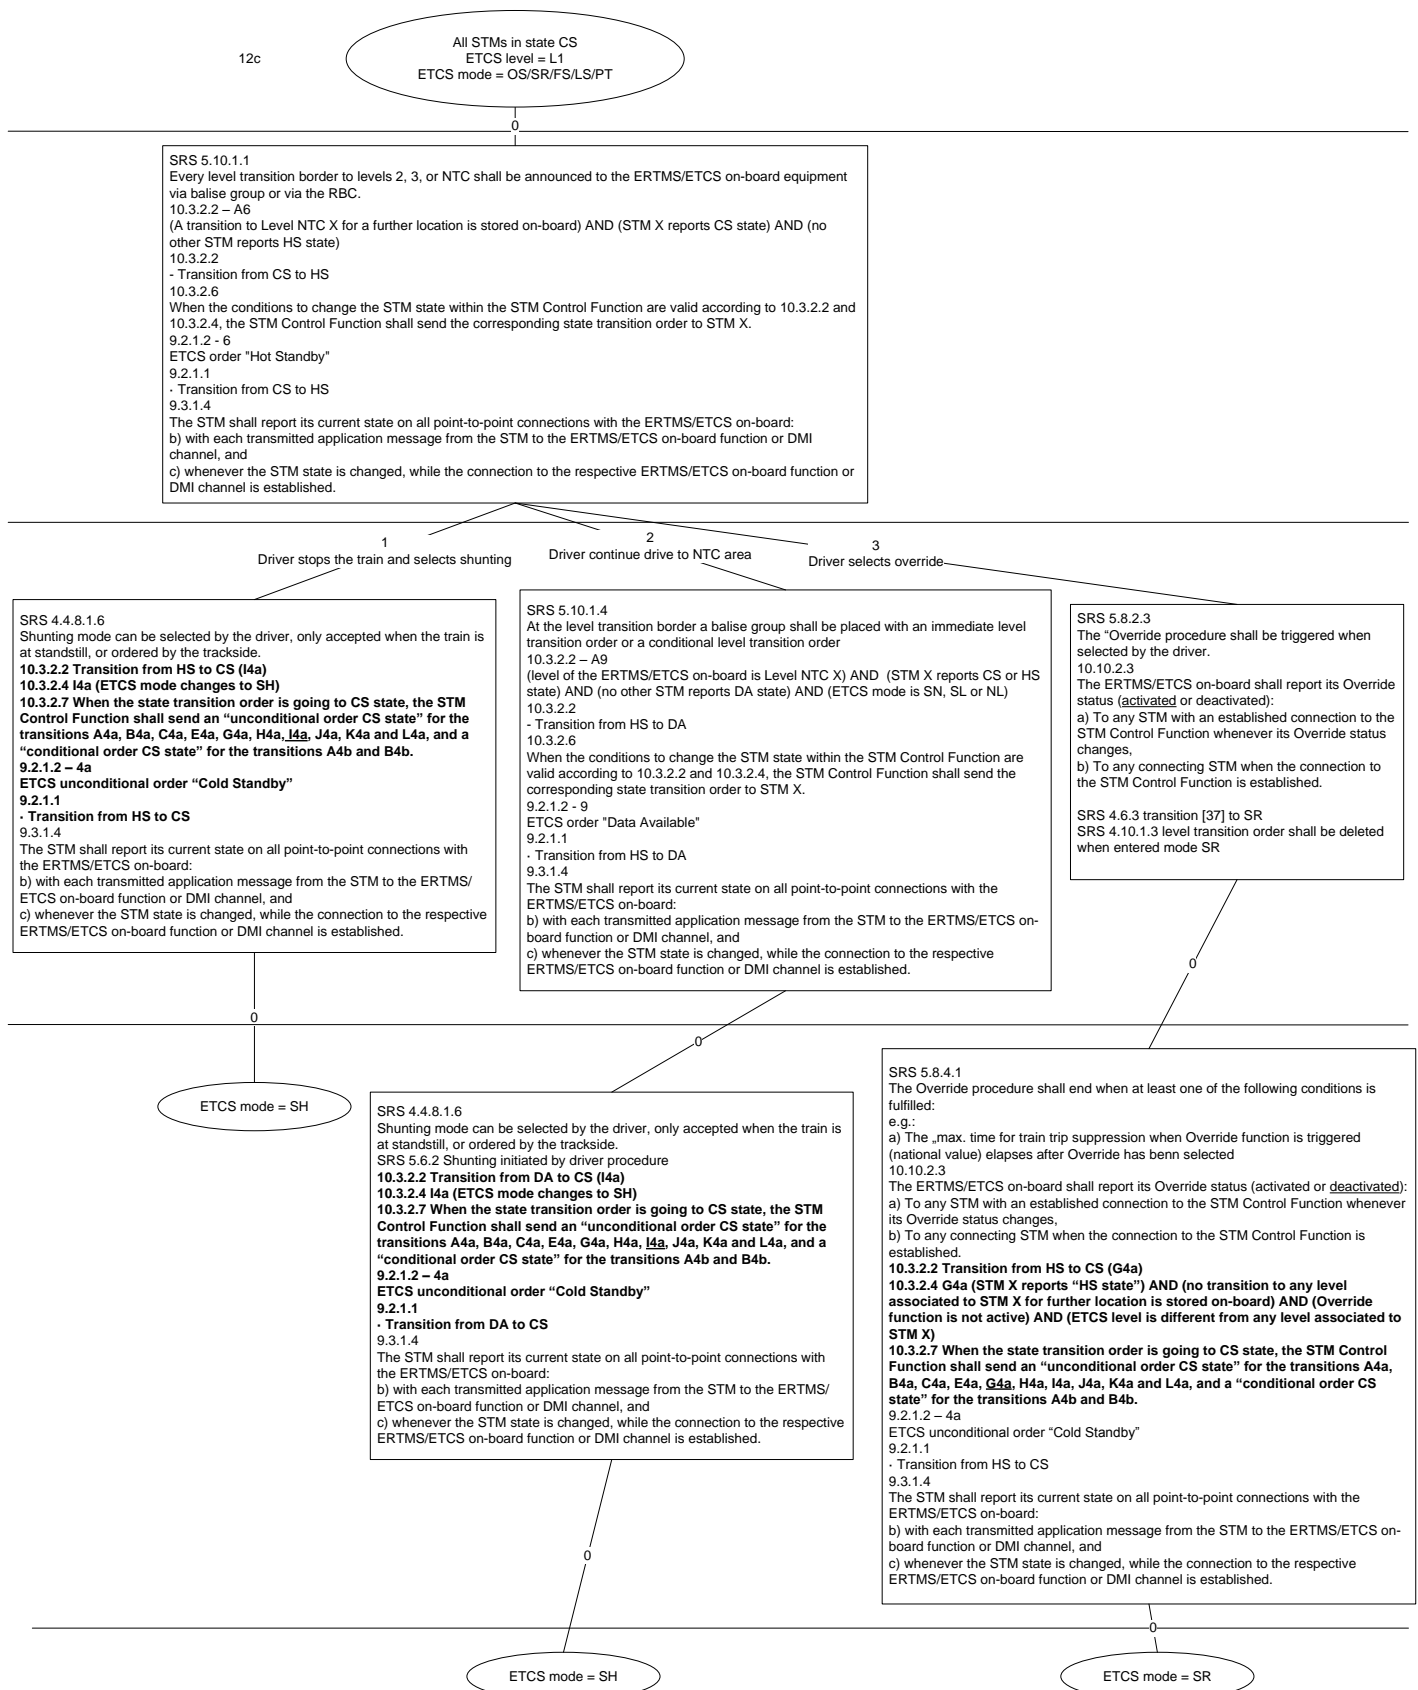 12c
All STMs in state CS
ETCS level = L1
ETCS mode = OS/SR/FS/LS/PT
0
SRS 5.10.1.1
Every level transition border to levels 2, 3, or NTC shall be announced to the ERTMS/ETCS on-board equipment
via balise group or via the RBC.
10.3.2.2 – A6
(A transition to Level NTC X for a further location is stored on-board) AND (STM X reports CS state) AND (no
other STM reports HS state)
10.3.2.2
- Transition from CS to HS
10.3.2.6
When the conditions to change the STM state within the STM Control Function are valid according to 10.3.2.2 and
10.3.2.4, the STM Control Function shall send the corresponding state transition order to STM X.
9.2.1.2 - 6
ETCS order "Hot Standby"
9.2.1.1
· Transition from CS to HS
9.3.1.4
The STM shall report its current state on all point-to-point connections with the ERTMS/ETCS on-board:
b) with each transmitted application message from the STM to the ERTMS/ETCS on-board function or DMI
channel, and
c) whenever the STM state is changed, while the connection to the respective ERTMS/ETCS on-board function or
DMI channel is established.
1
Driver stops the train and selects shunting
2
Driver continue drive to NTC area
3
Driver selects override
SRS 4.4.8.1.6
Shunting mode can be selected by the driver, only accepted when the train is
at standstill, or ordered by the trackside.
10.3.2.2 Transition from HS to CS (I4a)
10.3.2.4 I4a (ETCS mode changes to SH)
10.3.2.7 When the state transition order is going to CS state, the STM
Control Function shall send an “unconditional order CS state” for the
transitions A4a, B4a, C4a, E4a, G4a, H4a, I4a, J4a, K4a and L4a, and a
“conditional order CS state” for the transitions A4b and B4b.
9.2.1.2 – 4a
ETCS unconditional order “Cold Standby”
9.2.1.1
· Transition from HS to CS
9.3.1.4
The STM shall report its current state on all point-to-point connections with
the ERTMS/ETCS on-board:
b) with each transmitted application message from the STM to the ERTMS/
ETCS on-board function or DMI channel, and
c) whenever the STM state is changed, while the connection to the respective
ERTMS/ETCS on-board function or DMI channel is established.
SRS 5.10.1.4
At the level transition border a balise group shall be placed with an immediate level
transition order or a conditional level transition order
10.3.2.2 – A9
(level of the ERTMS/ETCS on-board is Level NTC X) AND (STM X reports CS or HS
state) AND (no other STM reports DA state) AND (ETCS mode is SN, SL or NL)
10.3.2.2
- Transition from HS to DA
10.3.2.6
When the conditions to change the STM state within the STM Control Function are
valid according to 10.3.2.2 and 10.3.2.4, the STM Control Function shall send the
corresponding state transition order to STM X.
9.2.1.2 - 9
ETCS order "Data Available"
9.2.1.1
· Transition from HS to DA
9.3.1.4
The STM shall report its current state on all point-to-point connections with the
ERTMS/ETCS on-board:
b) with each transmitted application message from the STM to the ERTMS/ETCS on-
board function or DMI channel, and
c) whenever the STM state is changed, while the connection to the respective
ERTMS/ETCS on-board function or DMI channel is established.
SRS 5.8.2.3
The “Override procedure shall be triggered when
selected by the driver.
10.10.2.3
The ERTMS/ETCS on-board shall report its Override
status (activated or deactivated):
a) To any STM with an established connection to the
STM Control Function whenever its Override status
changes,
b) To any connecting STM when the connection to
the STM Control Function is established.
SRS 4.6.3 transition [37] to SR
SRS 4.10.1.3 level transition order shall be deleted
when entered mode SR
0
0
0
ETCS mode = SH
SRS 4.4.8.1.6
Shunting mode can be selected by the driver, only accepted when the train is
at standstill, or ordered by the trackside.
SRS 5.6.2 Shunting initiated by driver procedure
10.3.2.2 Transition from DA to CS (I4a)
10.3.2.4 I4a (ETCS mode changes to SH)
10.3.2.7 When the state transition order is going to CS state, the STM
Control Function shall send an “unconditional order CS state” for the
transitions A4a, B4a, C4a, E4a, G4a, H4a, I4a, J4a, K4a and L4a, and a
“conditional order CS state” for the transitions A4b and B4b.
9.2.1.2 – 4a
ETCS unconditional order “Cold Standby”
9.2.1.1
· Transition from DA to CS
9.3.1.4
The STM shall report its current state on all point-to-point connections with
the ERTMS/ETCS on-board:
b) with each transmitted application message from the STM to the ERTMS/
ETCS on-board function or DMI channel, and
c) whenever the STM state is changed, while the connection to the respective
ERTMS/ETCS on-board function or DMI channel is established.
SRS 5.8.4.1
The Override procedure shall end when at least one of the following conditions is
fulfilled:
e.g.:
a) The „max. time for train trip suppression when Override function is triggered
(national value) elapses after Override has benn selected
10.10.2.3
The ERTMS/ETCS on-board shall report its Override status (activated or deactivated):
a) To any STM with an established connection to the STM Control Function whenever
its Override status changes,
b) To any connecting STM when the connection to the STM Control Function is
established.
10.3.2.2 Transition from HS to CS (G4a)
10.3.2.4 G4a (STM X reports “HS state”) AND (no transition to any level
associated to STM X for further location is stored on-board) AND (Override
function is not active) AND (ETCS level is different from any level associated to
STM X)
10.3.2.7 When the state transition order is going to CS state, the STM Control
Function shall send an “unconditional order CS state” for the transitions A4a,
B4a, C4a, E4a, G4a, H4a, I4a, J4a, K4a and L4a, and a “conditional order CS
state” for the transitions A4b and B4b.
9.2.1.2 – 4a
ETCS unconditional order “Cold Standby”
9.2.1.1
· Transition from HS to CS
9.3.1.4
The STM shall report its current state on all point-to-point connections with the
ERTMS/ETCS on-board:
b) with each transmitted application message from the STM to the ERTMS/ETCS on-
board function or DMI channel, and
c) whenever the STM state is changed, while the connection to the respective
ERTMS/ETCS on-board function or DMI channel is established.
0
0
ETCS mode = SH
ETCS mode = SR